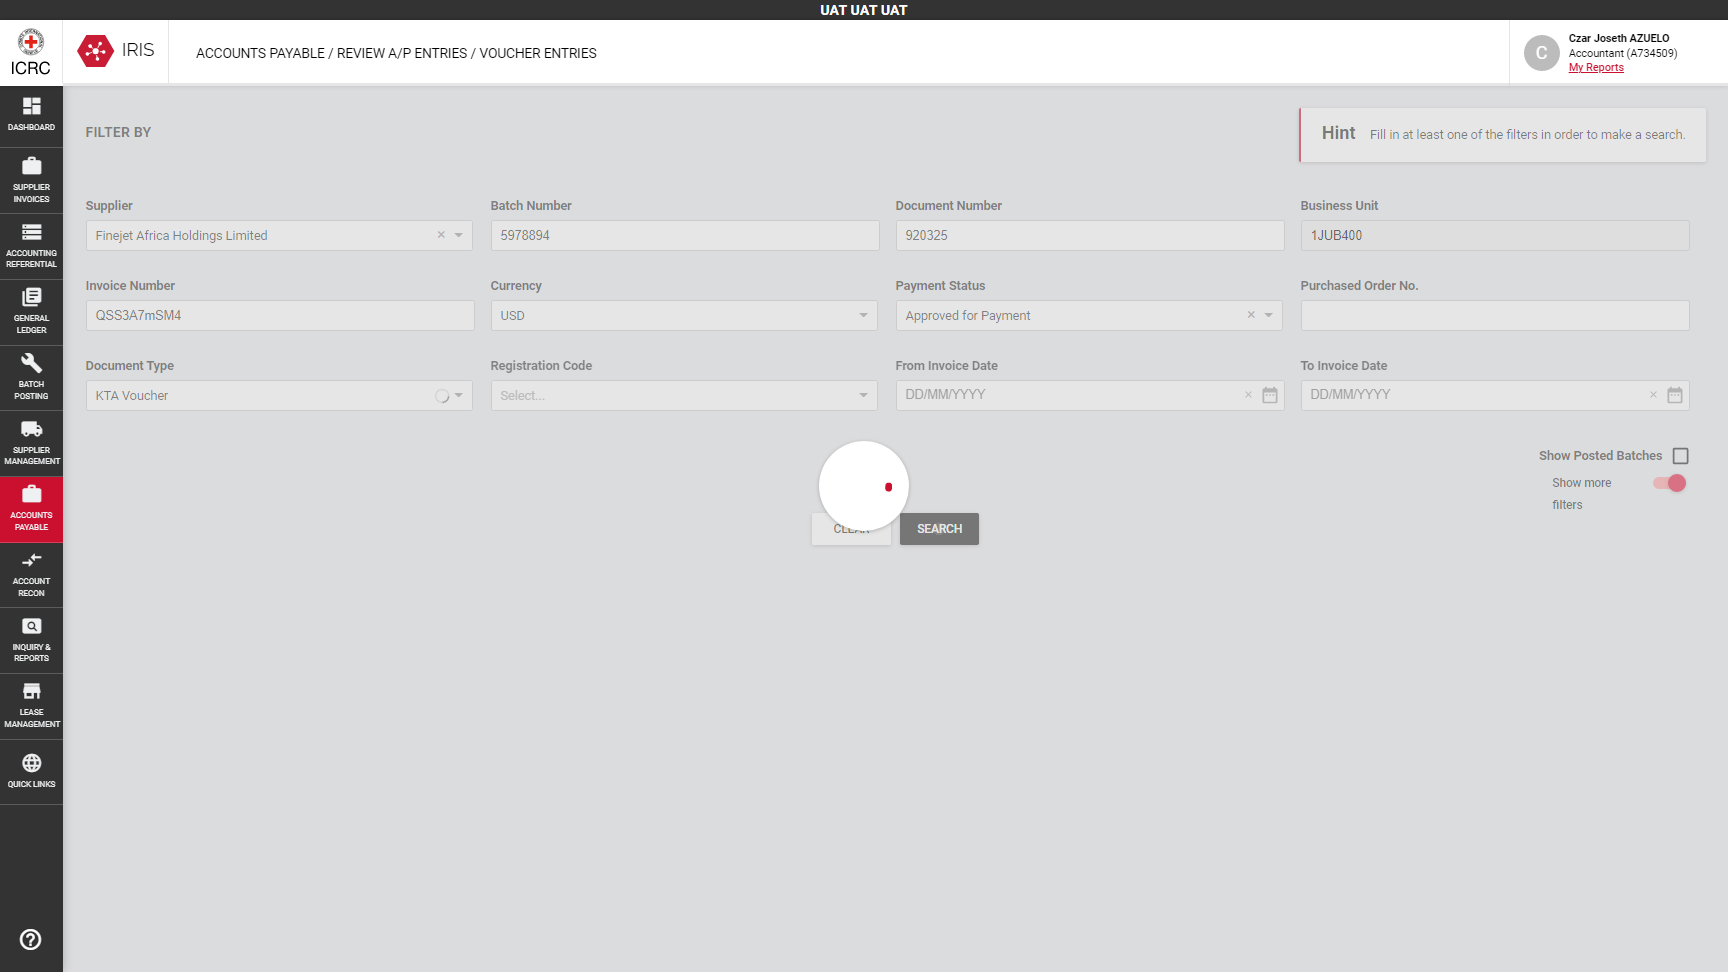 UAT UAT UAT
ICRC
IRIS
ACCOUNTS PAYABLE / REVIEW A/P ENTRIES / VOUCHER ENTRIES
C
Czar Joseth AZUELO
Accountant (A734509)
My Reports
DASHBOARD
SUPPLIER
INVOICES
ACCOUNTING
REFERENTIAL
GENERAL
LEDGER
BATCH
POSTING
SUPPLIER
MANAGEMENT
ACCOUNTS
PAYABLE
ACCOUNT
RECON
INQUIRY &
REPORTS
LEASE
MANAGEMENT
QUICK LINKS
FILTER BY
Hint Fill in at least one of the filters in order to make a search.
Supplier
Finejet Africa Holdings Limited
Batch Number
5978894
Document Number
920325
Business Unit
1JUB400
Invoice Number
QSS3A7mSM4
Currency
USD
Payment Status
Approved for Payment
Purchased Order No.
Document Type
KTA Voucher
Registration Code
Select...
From Invoice Date
DD/MM/YYYY
To Invoice Date
DD/MM/YYYY
Show Posted Batches
Show more
filters
CLEAR
SEARCH